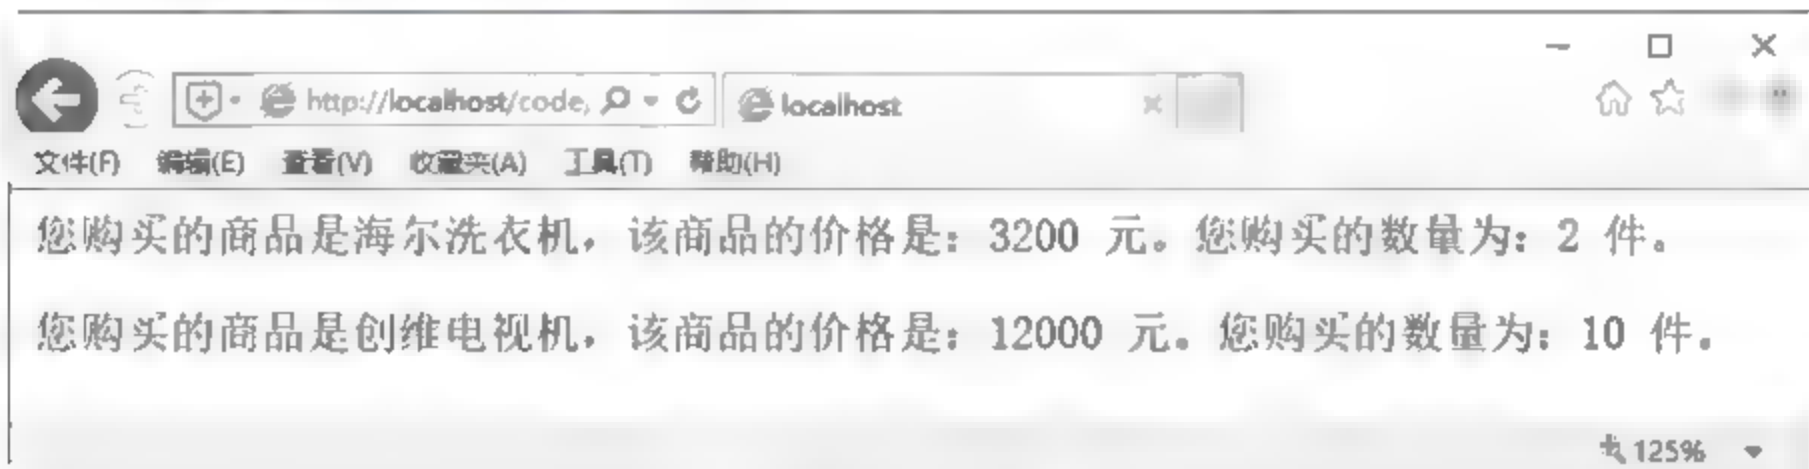 http://localhost/code, localhost
文件(F) 编辑(E) 查看(V) 收藏夹(A) 工具(T) 帮助(H)
您购买的商品是海尔洗衣机，该商品的价格是：3200 元。您购买的数量为：2 件。
您购买的商品是创维电视机，该商品的价格是：12000 元。您购买的数量为：10 件。
125%